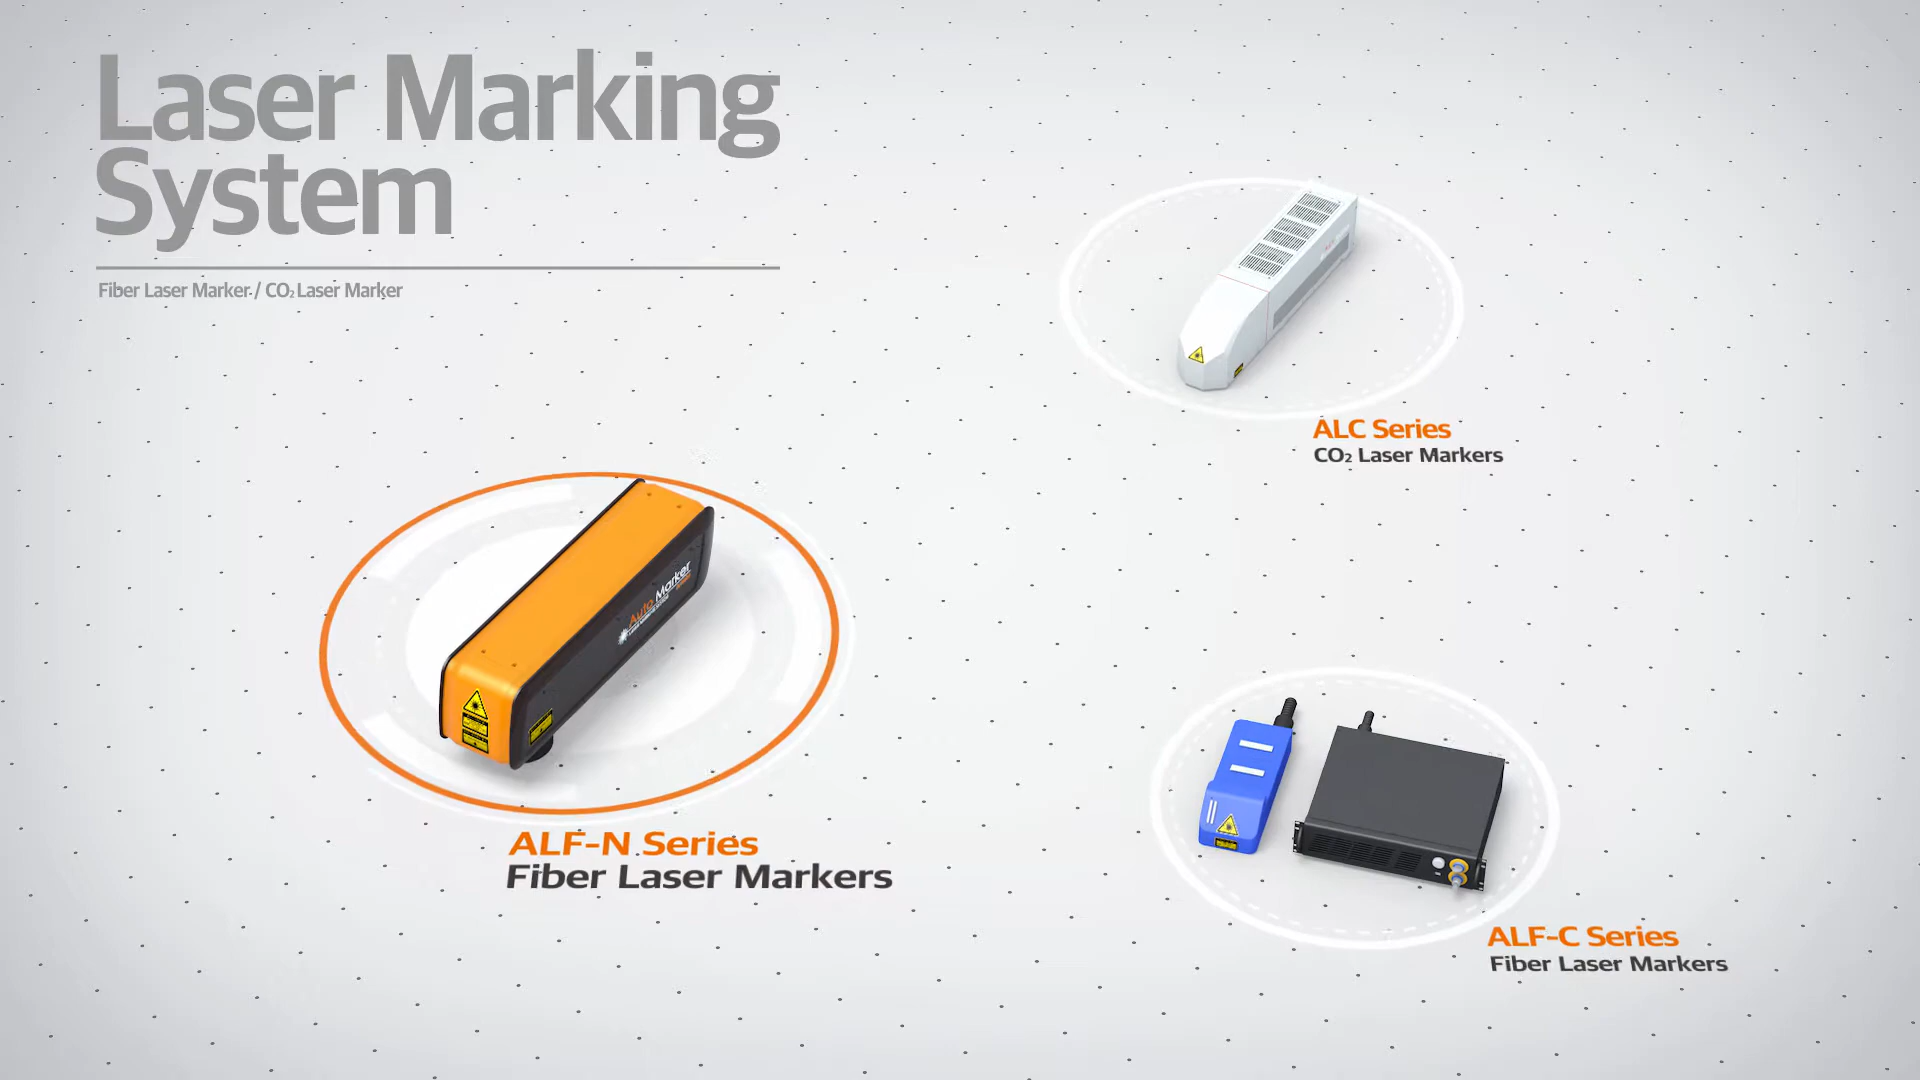 Laser Marking
System
Fiber Laser Marker / CO₂ Laser Marker
ALC Series
CO₂ Laser Markers
Auto Marker
ALF-N Series
Fiber Laser Markers
ALF-C Series
Fiber Laser Markers